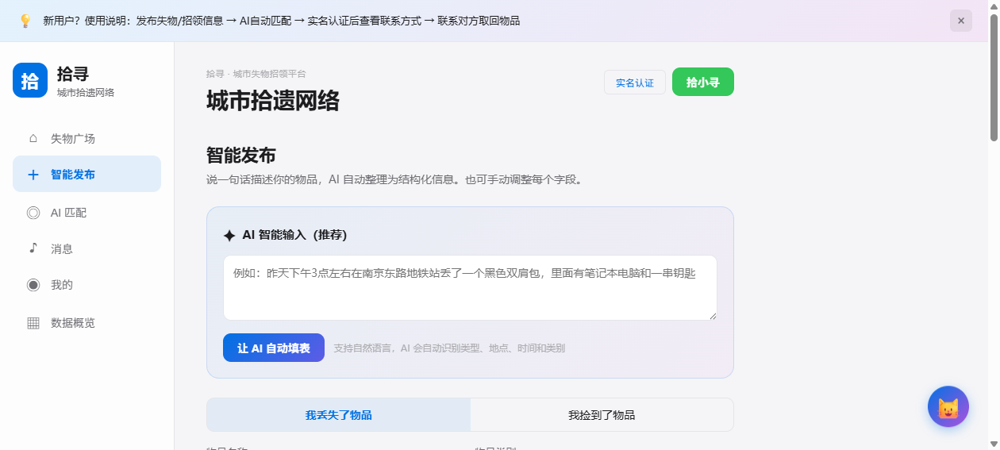 新用户？使用说明：发布失物/招领信息 → AI自动匹配 → 实名认证后查看联系方式 → 联系对方取回物品
×
拾
拾寻
城市拾遗网络
失物广场
智能发布
AI 匹配
消息
我的
数据概览
拾寻 · 城市失物招领平台
城市拾遗网络
实名认证
拾小寻
智能发布
说一句话描述你的物品，AI 自动整理为结构化信息。也可手动调整每个字段。
AI 智能输入（推荐）
例如：昨天下午3点左右在南京东路地铁站丢了一个黑色双肩包，里面有笔记本电脑和一串钥匙
让 AI 自动填表
支持自然语言，AI 会自动识别类型、地点、时间和类别
我丢失了物品
我捡到了物品
物品名称
物品类别